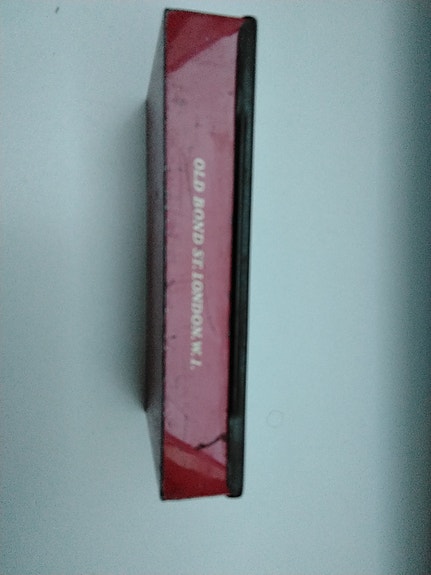 OLD BOND ST. LONDON. W. 1.